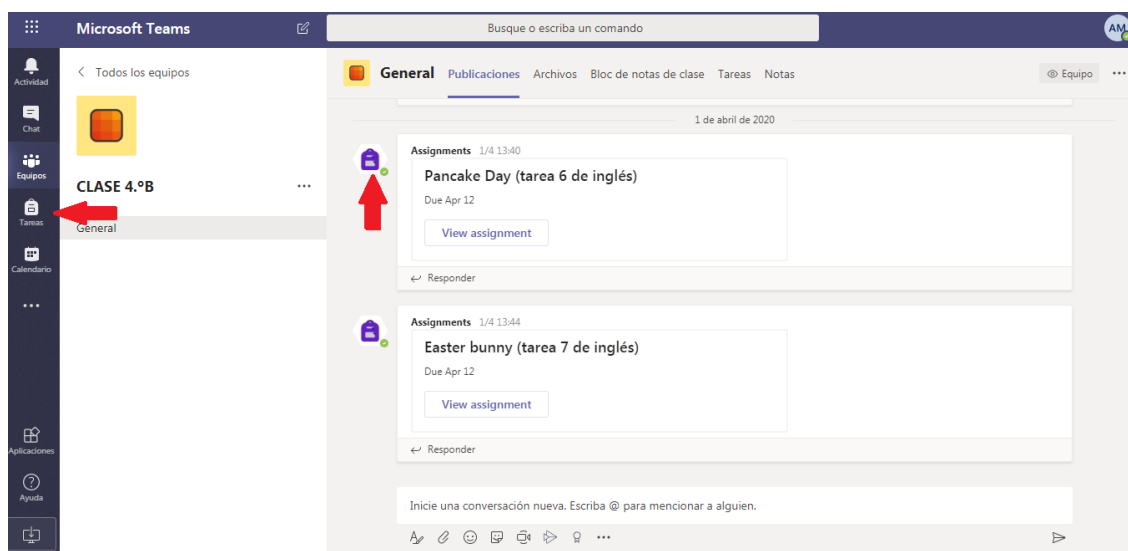 Microsoft Teams
Busque o escriba un comando
AM
Actividad
Chat
Equipos
Tareas
Calendario
Aplicaciones
Ayuda
Todos los equipos
CLASE 4.ºB
General
General Publicaciones Archivos Bloc de notas de clase Tareas Notas
Equipo
1 de abril de 2020
Assignments 1/4 13:40
Pancake Day (tarea 6 de inglés)
Due Apr 12
View assignment
Responder
Assignments 1/4 13:44
Easter bunny (tarea 7 de inglés)
Due Apr 12
View assignment
Responder
Inicie una conversación nueva. Escriba @ para mencionar a alguien.